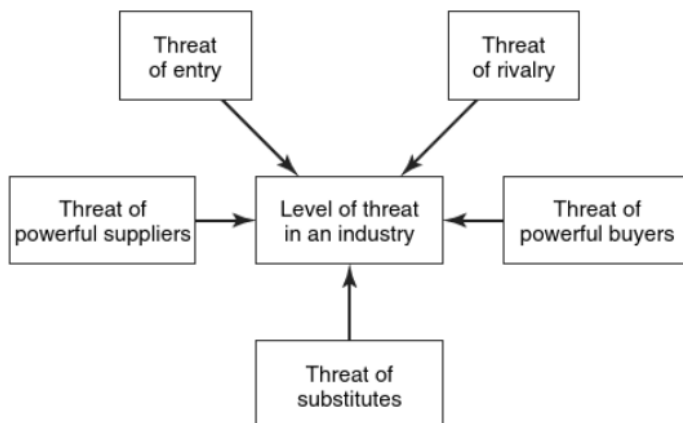 Threat
of entry
Threat
of rivalry
Threat of
powerful suppliers
Level of threat
in an industry
Threat of
powerful buyers
Threat of
substitutes